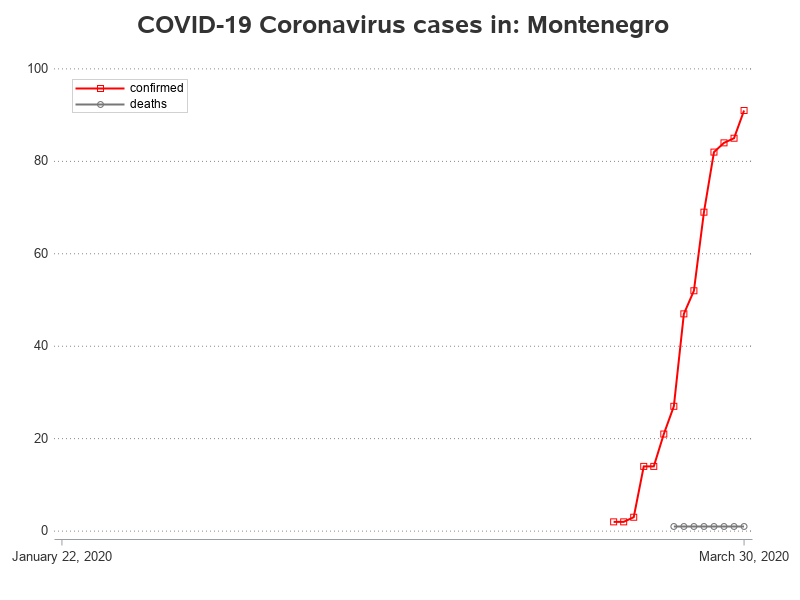 COVID-19 Coronavirus cases in: Montenegro
100
confirmed
deaths
80
60
40
20
0
January 22, 2020
March 30, 2020